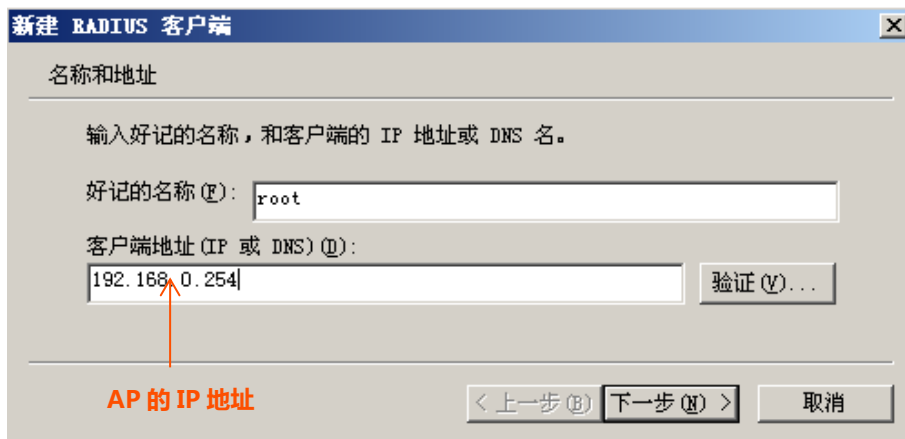 新建 RADIUS 客户端
名称和地址
输入好记的名称，和客户端的 IP 地址或 DNS 名。
好记的名称(F): root
客户端地址(IP 或 DNS)(D):
192.168.0.254 验证(V)...
AP 的 IP 地址
< 上一步(B) 下一步(N) > 取消